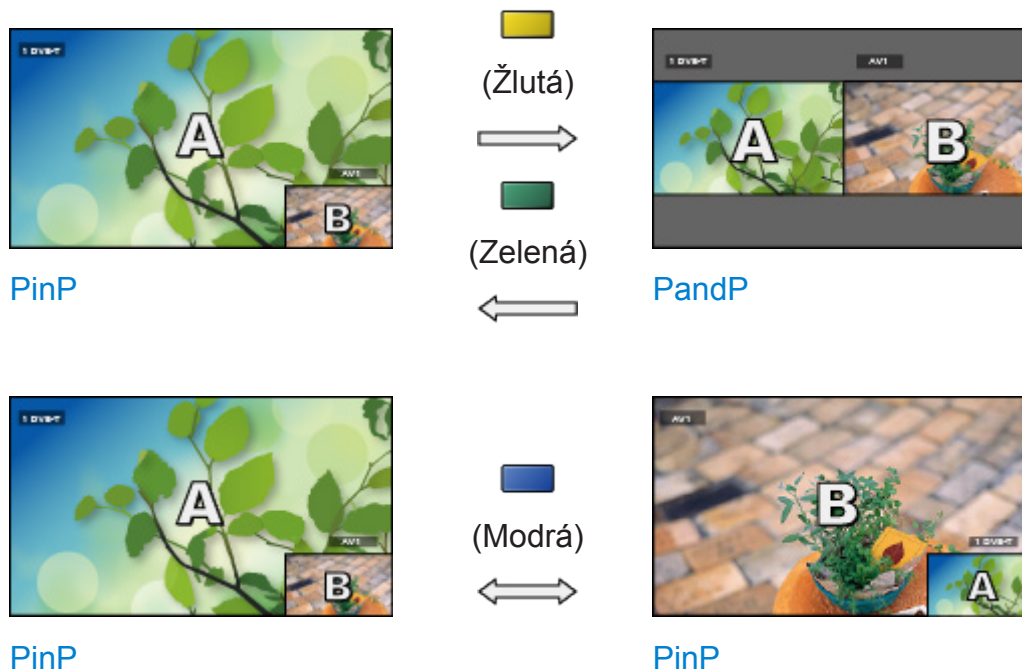 1 DVB-T
A
AV1
B
PinP
(Žlutá)
(Zelená)
1 DVB-T
AV1
A
B
PandP
1 DVB-T
A
AV1
B
PinP
(Modrá)
AV1
B
1 DVB-T
A
PinP